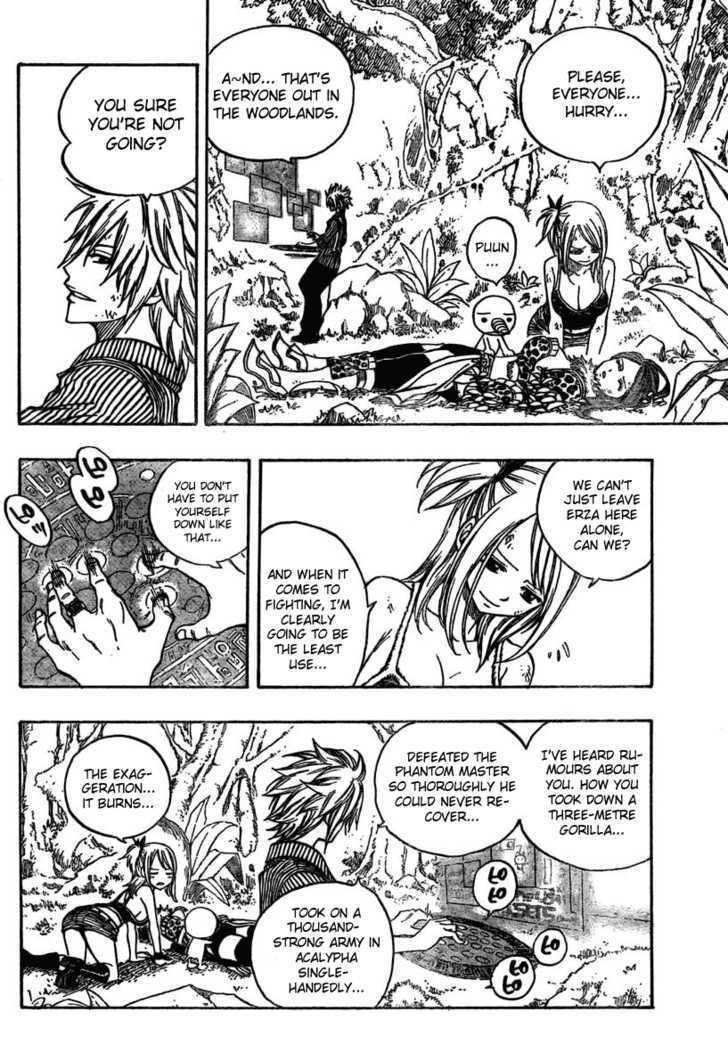 PLEASE,
EVERYONE...
HURRY...
A~ND... THAT'S
EVERYONE OUT IN
THE WOODLANDS.
PUUN
...
YOU SURE
YOU'RE NOT
GOING?
WE CAN'T
JUST LEAVE
ERZA HERE
ALONE,
CAN WE?
AND WHEN IT
COMES TO
FIGHTING, I'M
CLEARLY
GOING TO BE
THE LEAST
USE...
YOU DON'T
HAVE TO PUT
YOURSELF
DOWN LIKE
THAT...
I'VE HEARD RU-
MOURS ABOUT
YOU. HOW YOU
TOOK DOWN A
THREE-METRE
GORILLA...
DEFEATED THE
PHANTOM MASTER
SO THOROUGHLY HE
COULD NEVER RE-
COVER...
TOOK ON A
THOUSAND-
STRONG ARMY IN
ACALYPHA
SINGLE-
HANDEDLY...
THE EXAG-
GERATION...
IT BURNS...